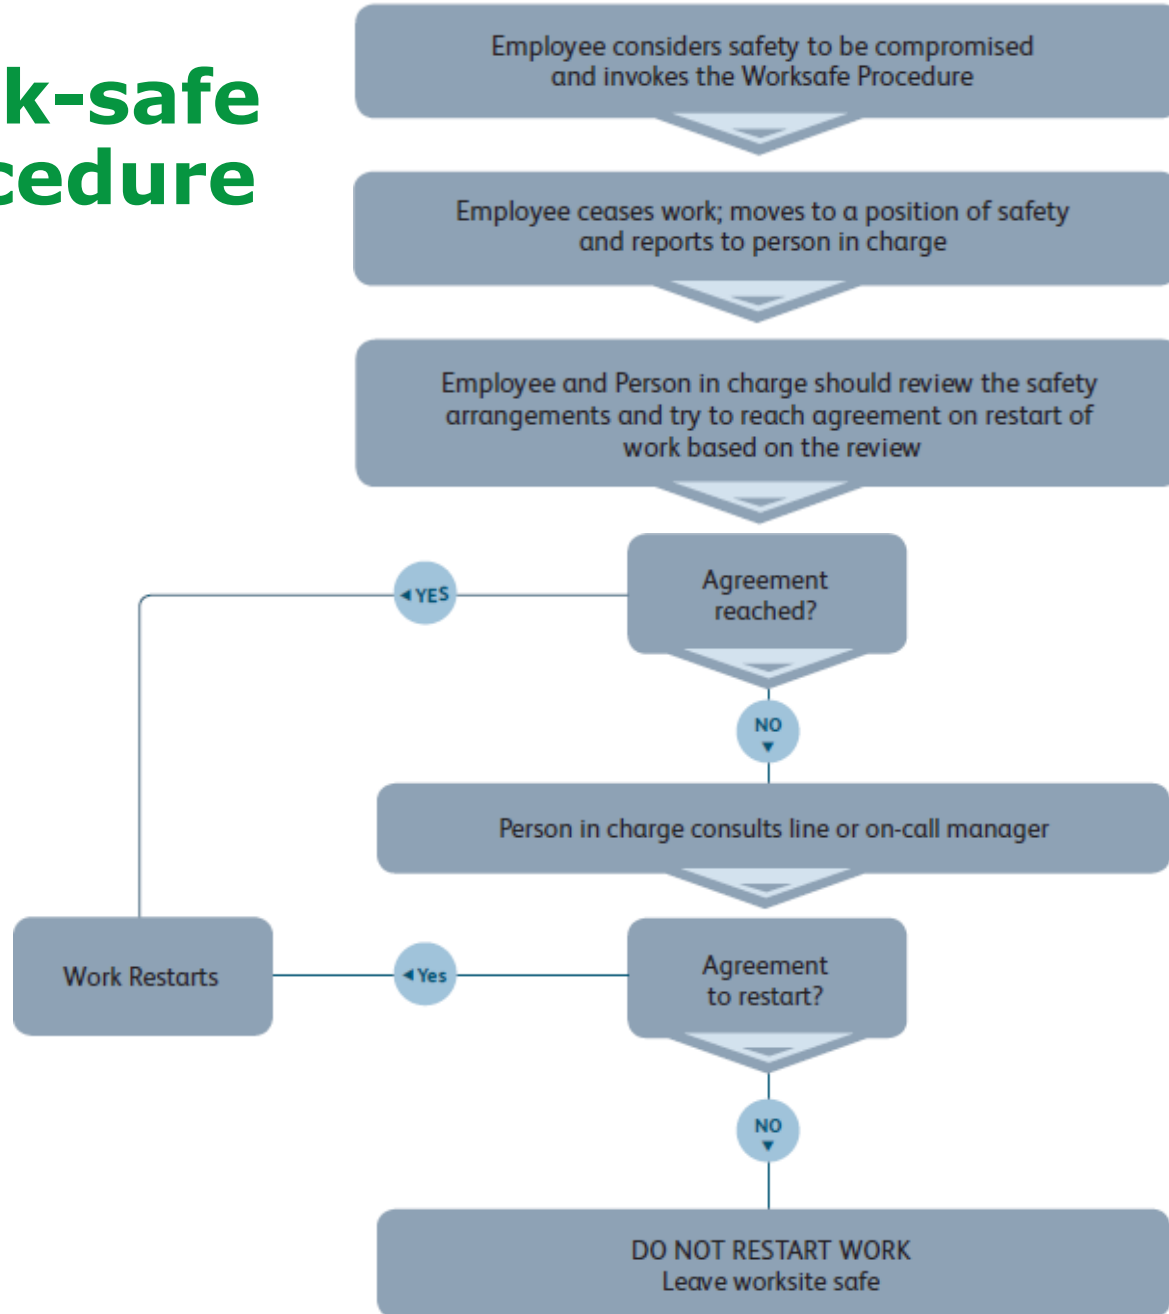 k-safe
cedure
Employee considers safety to be compromised
and invokes the Worksafe Procedure
Employee ceases work; moves to a position of safety
and reports to person in charge
Employee and Person in charge should review the safety
arrangements and try to reach agreement on restart of
work based on the review
Agreement
reached?
YES
NO
Person in charge consults line or on-call manager
Agreement
to restart?
Yes
Work Restarts
NO
DO NOT RESTART WORK
Leave worksite safe